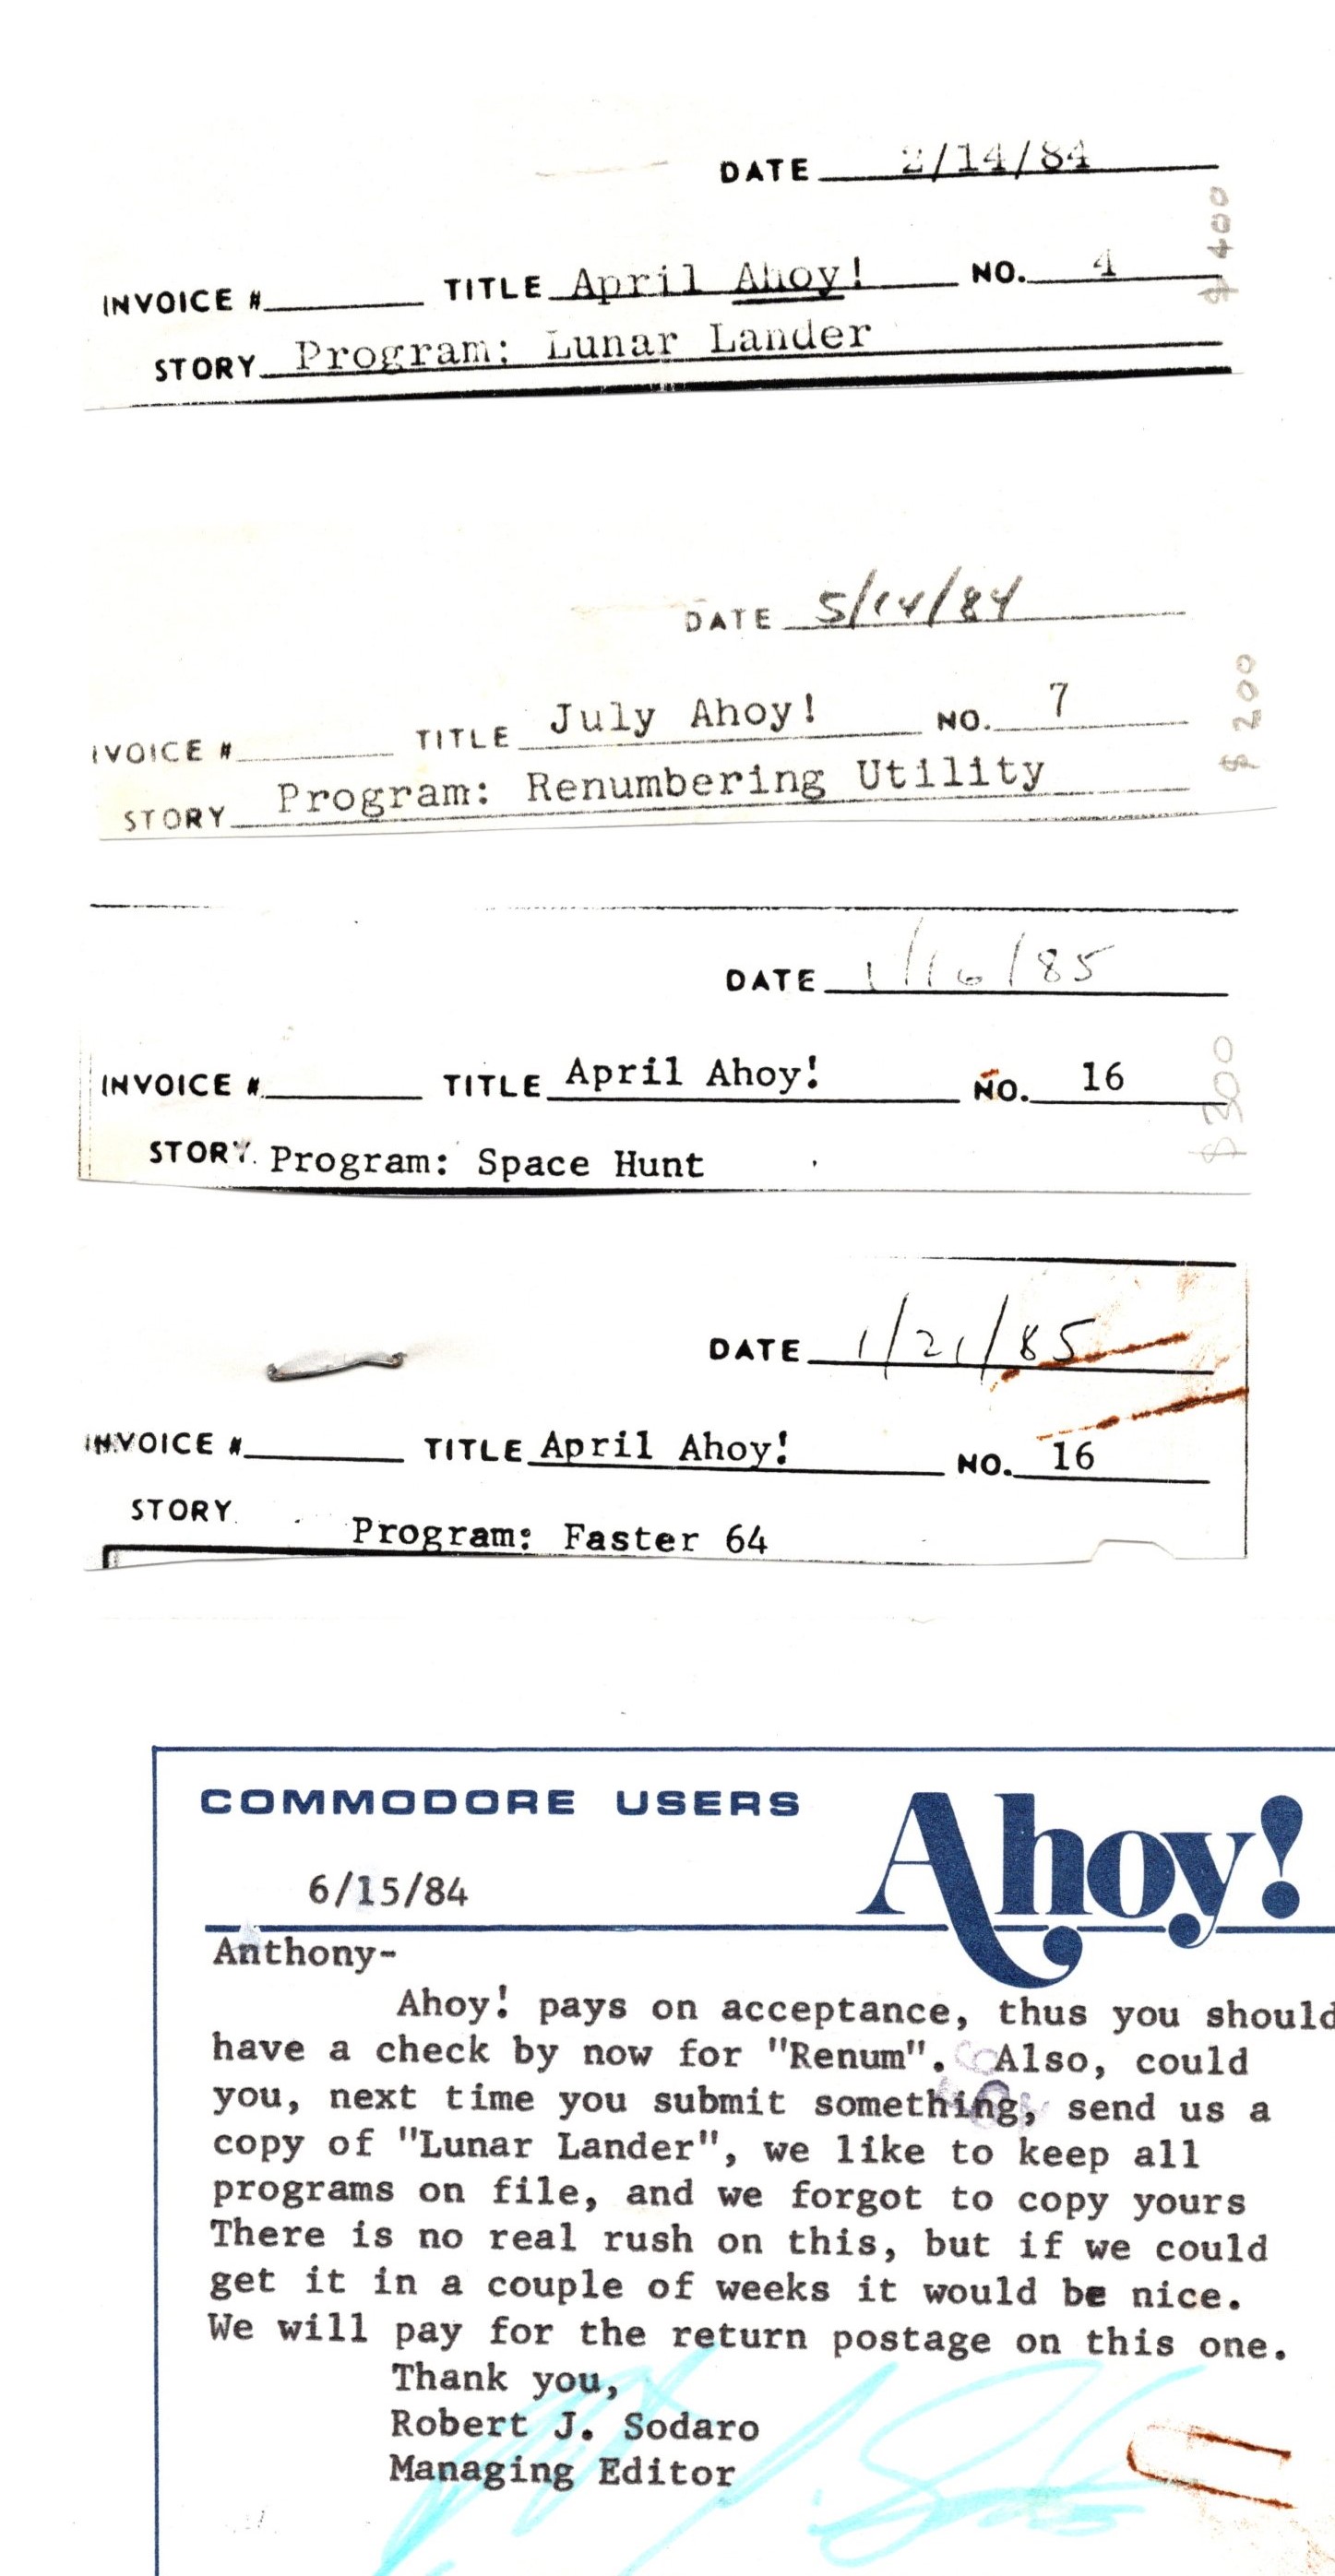 DATE 2/14/84
$400
INVOICE # TITLE April Ahoy! NO. 4
STORY Program: Lunar Lander
DATE 5/14/84
$200
IVOICE # TITLE July Ahoy! NO. 7
STORY Program: Renumbering Utility
DATE 1/16/85
$300
INVOICE # TITLE April Ahoy! NO. 16
STORY Program: Space Hunt
DATE 1/21/85
INVOICE # TITLE April Ahoy! NO. 16
STORY Program: Faster 64
COMMODORE USERS Ahoy!
6/15/84
Anthony-
Ahoy! pays on acceptance, thus you should
have a check by now for "Renum". Also, could
you, next time you submit something, send us a
copy of "Lunar Lander", we like to keep all
programs on file, and we forgot to copy yours
There is no real rush on this, but if we could
get it in a couple of weeks it would be nice.
We will pay for the return postage on this one.
Thank you,
Robert J. Sodaro
Managing Editor